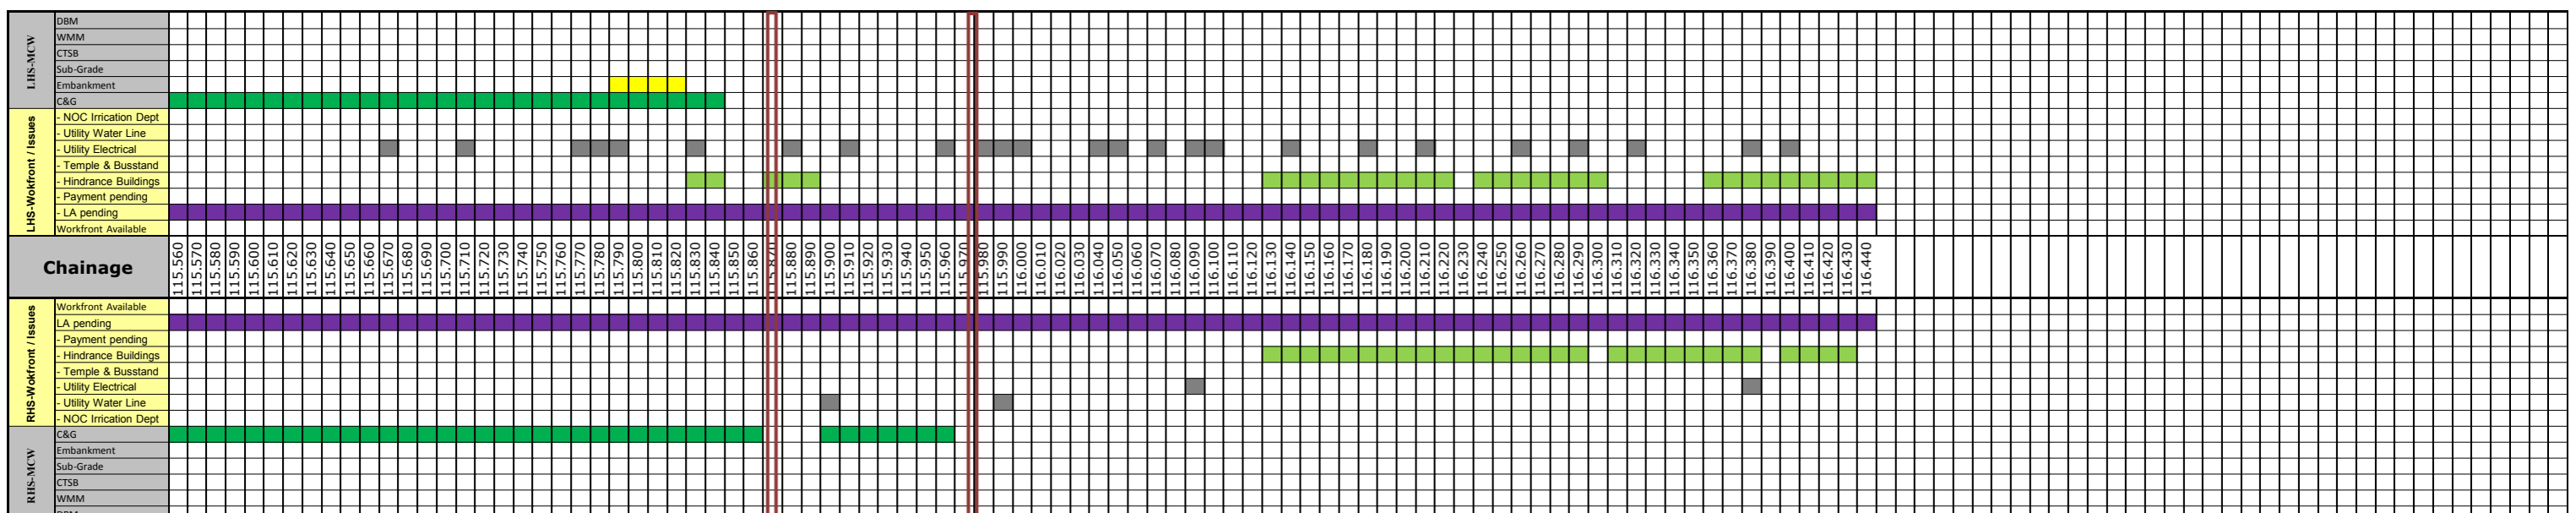 LHS-MCW
DBM
WMM
CTSB
Sub-Grade
Embankment
C&G
LHS-Wokfront / Issues
- NOC Irrication Dept
- Utility Water Line
- Utility Electrical
- Temple & Busstand
- Hindrance Buildings
- Payment pending
- LA pending
Workfront Available
Chainage
115.560 115.570 115.580 115.590 115.600 115.610 115.620 115.630 115.640 115.650 115.660 115.670 115.680 115.690 115.700 115.710 115.720 115.730 115.740 115.750 115.760 115.770 115.780 115.790 115.800 115.810 115.820 115.830 115.840 115.850 115.860 115.870 115.880 115.890 115.900 115.910 115.920 115.930 115.940 115.950 115.960 115.970 115.980 115.990 116.000 116.010 116.020 116.030 116.040 116.050 116.060 116.070 116.080 116.090 116.100 116.110 116.120 116.130 116.140 116.150 116.160 116.170 116.180 116.190 116.200 116.210 116.220 116.230 116.240 116.250 116.260 116.270 116.280 116.290 116.300 116.310 116.320 116.330 116.340 116.350 116.360 116.370 116.380 116.390 116.400 116.410 116.420 116.430 116.440
RHS-Wokfront / Issues
Workfront Available
LA pending
- Payment pending
- Hindrance Buildings
- Temple & Busstand
- Utility Electrical
- Utility Water Line
- NOC Irrication Dept
RHS-MCW
C&G
Embankment
Sub-Grade
CTSB
WMM
DBM